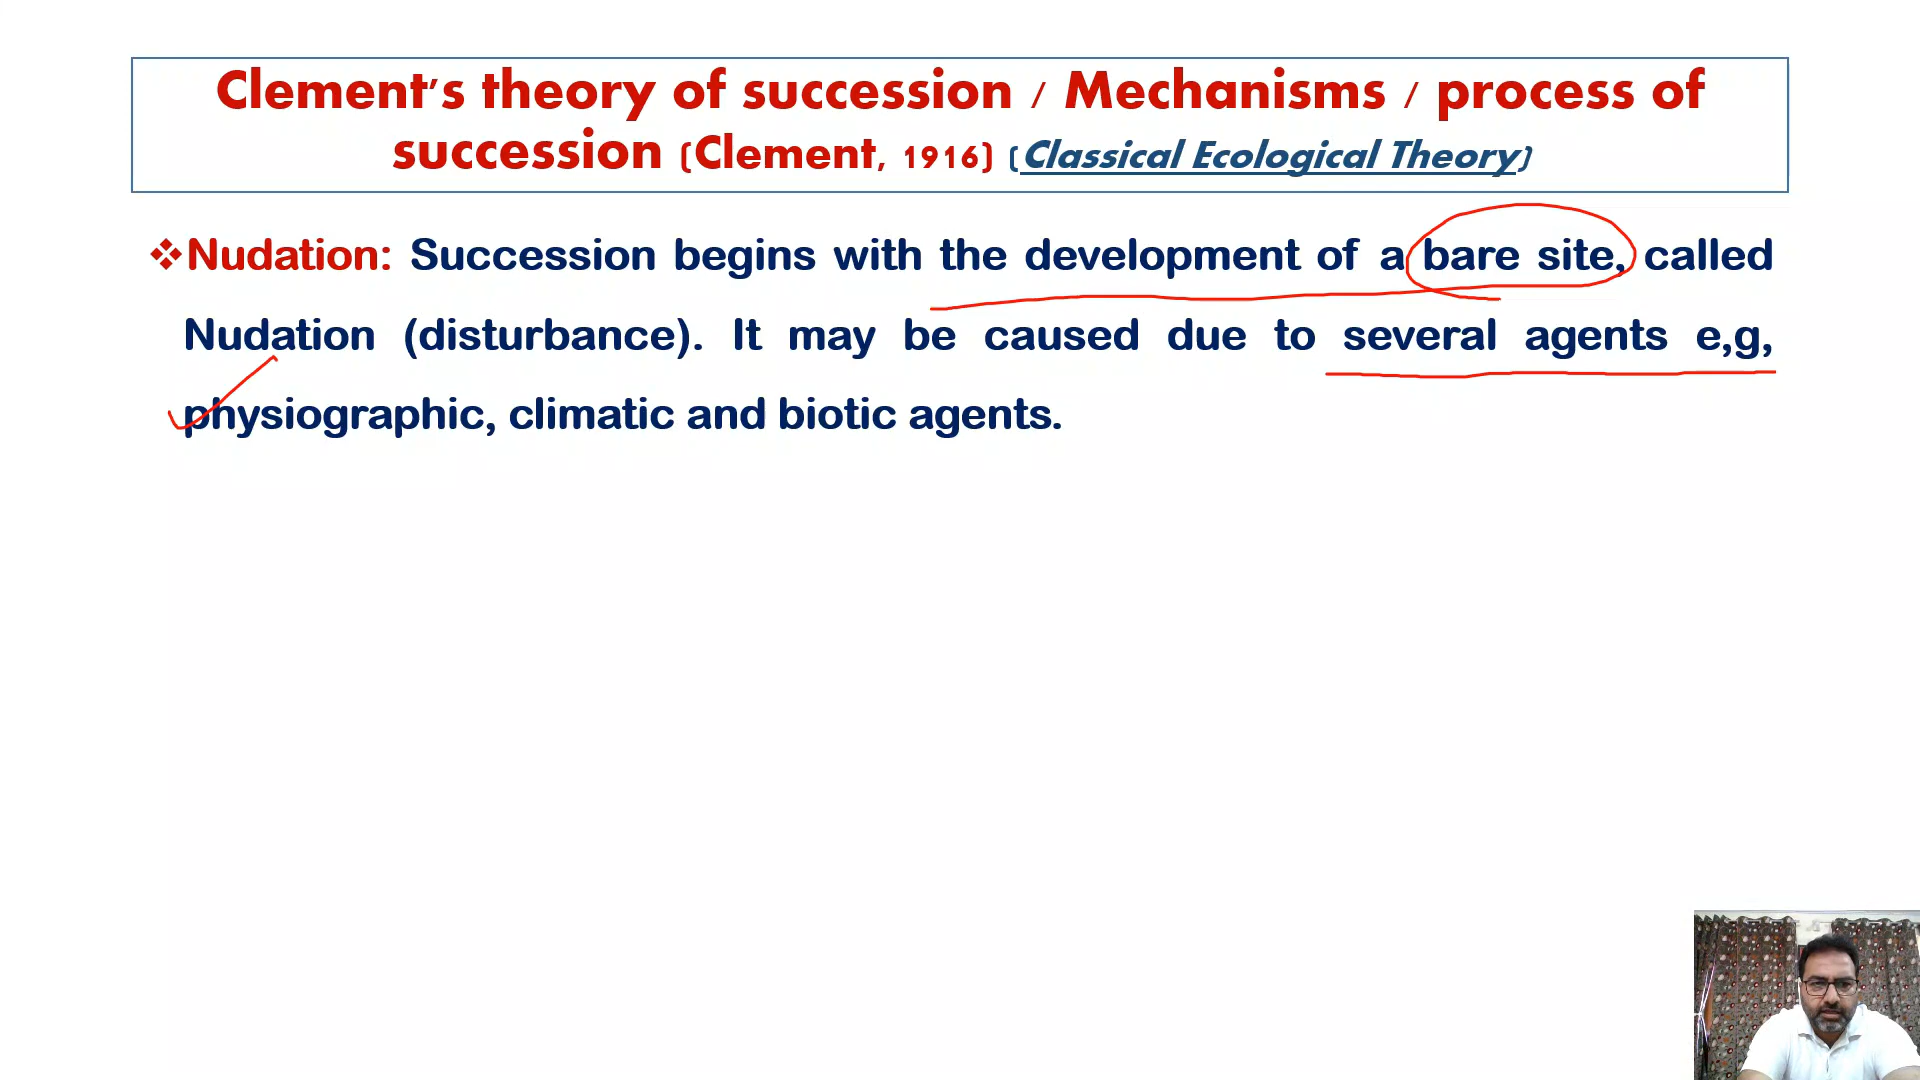 Clement's theory of succession / Mechanisms / process of
succession (Clement, 1916) (Classical Ecological Theory)
❖Nudation: Succession begins with the development of a bare site, called
Nudation (disturbance). It may be caused due to several agents e,g,
physiographic, climatic and biotic agents.